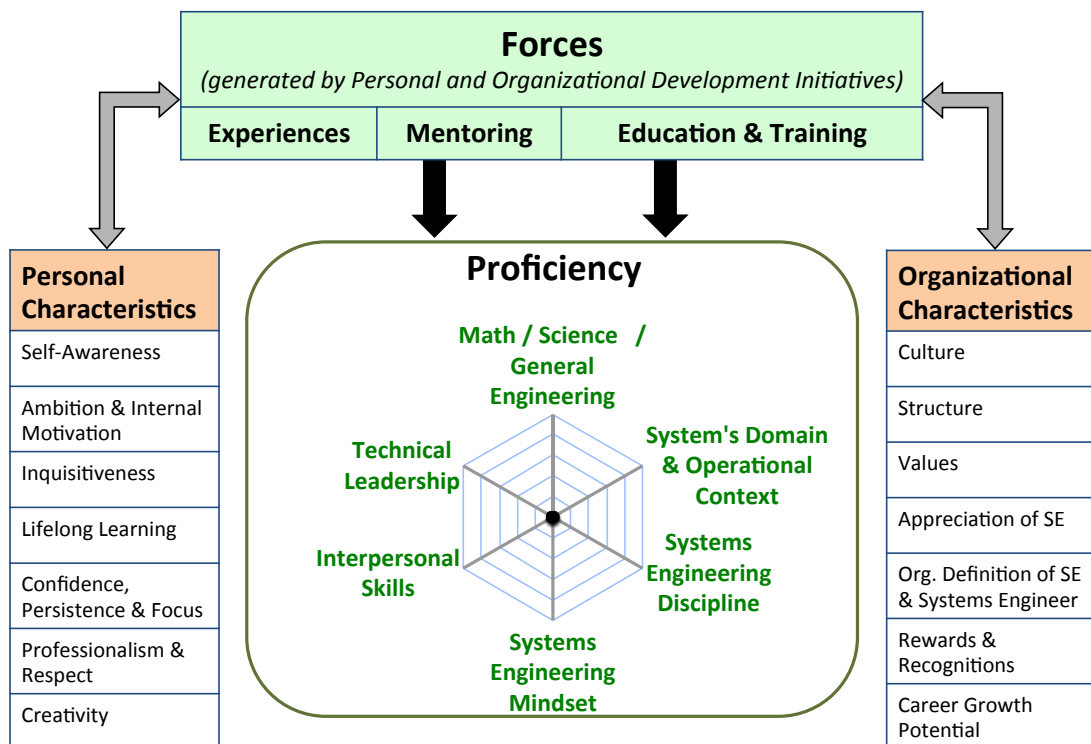 Forces
(generated by Personal and Organizational Development Initiatives)
Experiences
Mentoring
Education & Training
Personal
Characteristics
Self-Awareness
Ambition & Internal
Motivation
Inquisitiveness
Lifelong Learning
Confidence,
Persistence & Focus
Professionalism &
Respect
Creativity
Proficiency
Math / Science /
General
Engineering
Technical
Leadership
System's Domain
& Operational
Context
Interpersonal
Skills
Systems
Engineering
Discipline
Systems
Engineering
Mindset
Organizational
Characteristics
Culture
Structure
Values
Appreciation of SE
Org. Definition of SE
& Systems Engineer
Rewards &
Recognitions
Career Growth
Potential